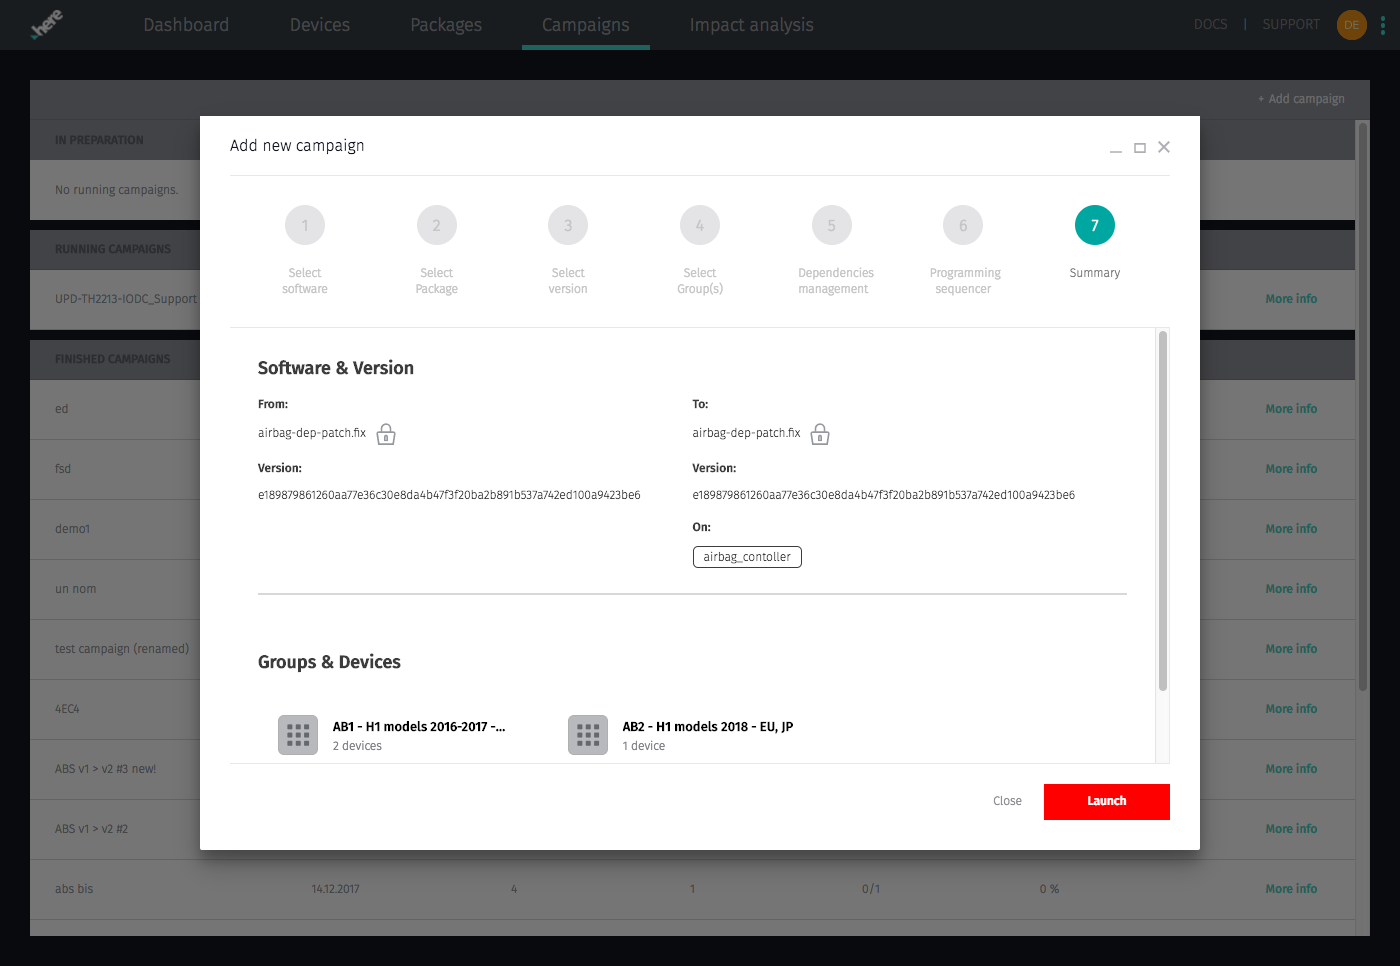 here
Dashboard
Devices
Packages
Campaigns
Impact analysis
DOCS | SUPPORT
DE
+ Add campaign
IN PREPARATION
No running campaigns.
RUNNING CAMPAIGNS
UPD-TH2213-IODC_Support
More info
FINISHED CAMPAIGNS
ed
More info
fsd
More info
demo1
More info
un nom
More info
test campaign (renamed)
More info
4EC4
More info
ABS v1 > v2 #3 new!
More info
ABS v1 > v2 #2
More info
abs bis 14.12.2017 4 1 0/1 0 % More info
Add new campaign
1
Select
software
2
Select
Package
3
Select
version
4
Select
Group(s)
5
Dependencies
management
6
Programming
sequencer
7
Summary
Software & Version
From:
airbag-dep-patch.fix
Version:
e189879861260aa77e36c30e8da4b47f3f20ba2b891b537a742ed100a9423be6
To:
airbag-dep-patch.fix
Version:
e189879861260aa77e36c30e8da4b47f3f20ba2b891b537a742ed100a9423be6
On:
airbag_contoller
Groups & Devices
AB1 - H1 models 2016-2017 -...
2 devices
AB2 - H1 models 2018 - EU, JP
1 device
Close
Launch